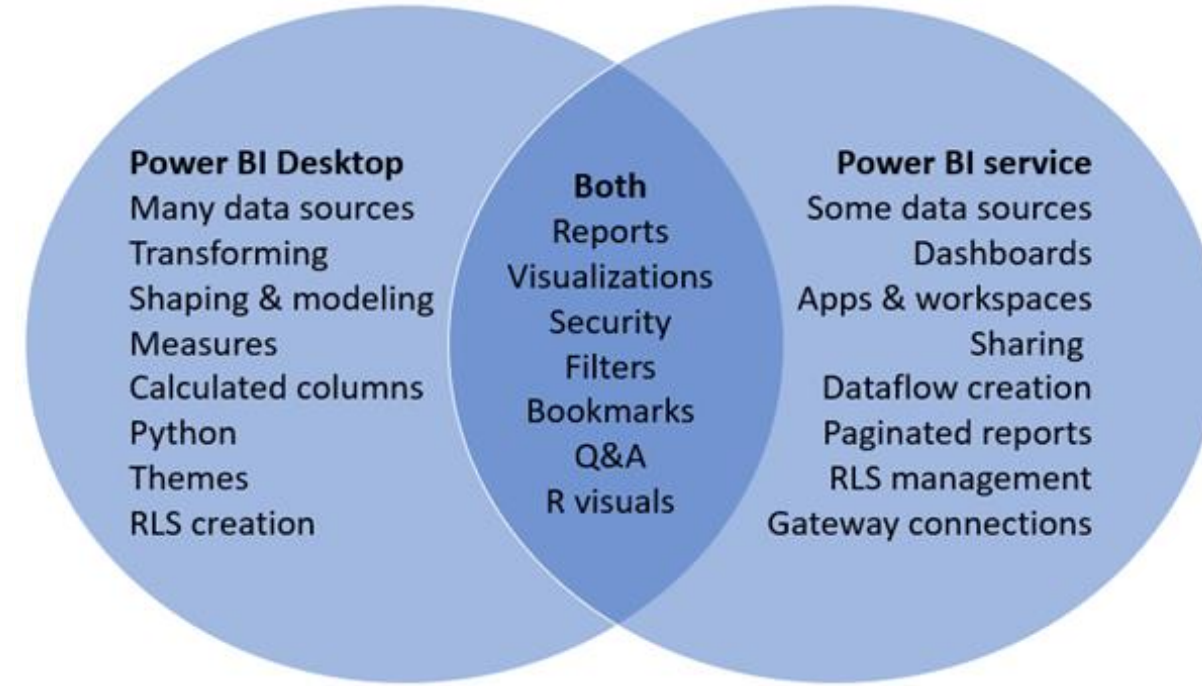 Power BI Desktop
Many data sources
Transforming
Shaping & modeling
Measures
Calculated columns
Python
Themes
RLS creation
Both
Reports
Visualizations
Security
Filters
Bookmarks
Q&A
R visuals
Power BI service
Some data sources
Dashboards
Apps & workspaces
Sharing
Dataflow creation
Paginated reports
RLS management
Gateway connections